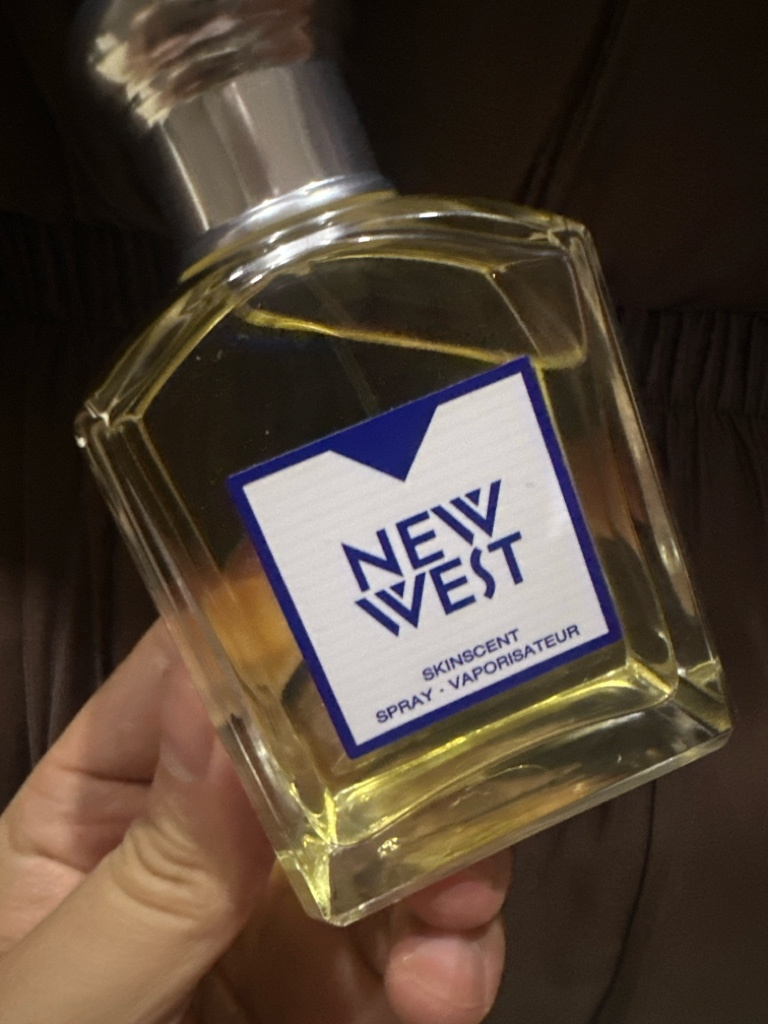 NEW
WEST
SKINSCENT
SPRAY · VAPORISATEUR